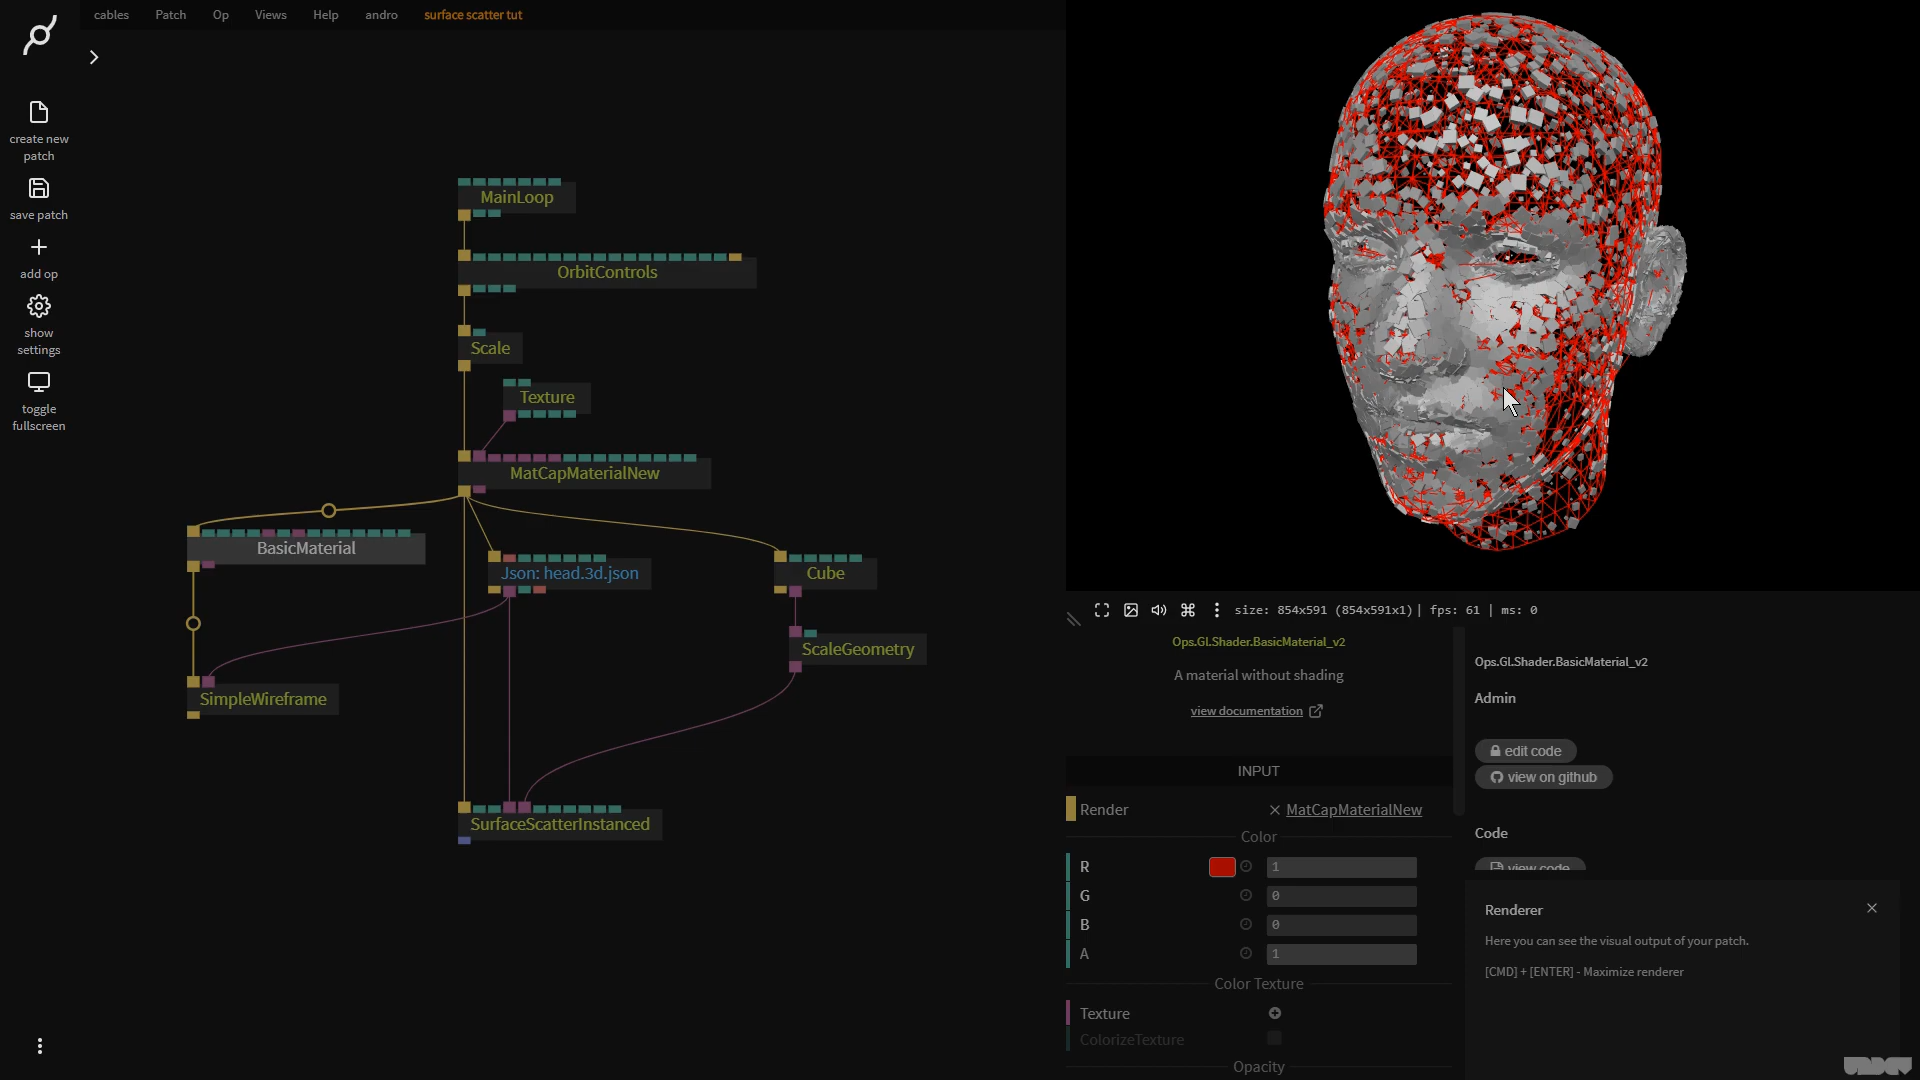 cables Patch Op Views Help andro surface scatter tut
create new
patch
save patch
add op
show
settings
toggle
fullscreen
MainLoop
OrbitControls
Scale
Texture
MatCapMaterialNew
BasicMaterial
Json: head.3d.json
Cube
ScaleGeometry
SimpleWireframe
SurfaceScatterInstanced
size: 854x591 (854x591x1) | fps: 61 | ms: 0
Ops.Gl.Shader.BasicMaterial_v2
A material without shading
view documentation
INPUT
Render MatCapMaterialNew
Color
R 1
G 0
B 0
A 1
Color Texture
Texture
ColorizeTexture
Opacity
Ops.Gl.Shader.BasicMaterial_v2
Admin
edit code
view on github
Code
view code
Renderer
Here you can see the visual output of your patch.
[CMD] + [ENTER] - Maximize renderer